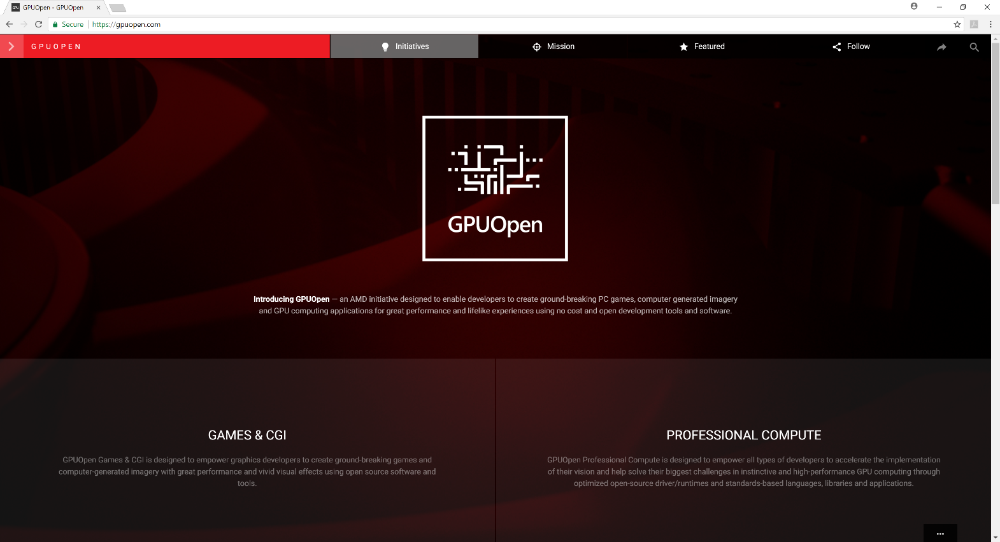 GPUOpen - GPUOpen
Secure
https://gpuopen.com
GPUOPEN
Initiatives
Mission
Featured
Follow
GPUOpen
Introducing GPUOpen — an AMD initiative designed to enable developers to create ground-breaking PC games, computer generated imagery
and GPU computing applications for great performance and lifelike experiences using no cost and open development tools and software.
GAMES & CGI
GPUOpen Games & CGI is designed to empower graphics developers to create ground-breaking games and
computer-generated imagery with great performance and vivid visual effects using open source software and
tools.
PROFESSIONAL COMPUTE
GPUOpen Professional Compute is designed to empower all types of developers to accelerate the implementation
of their vision and help solve their biggest challenges in instinctive and high-performance GPU computing through
optimized open-source driver/runtimes and standards-based languages, libraries and applications.